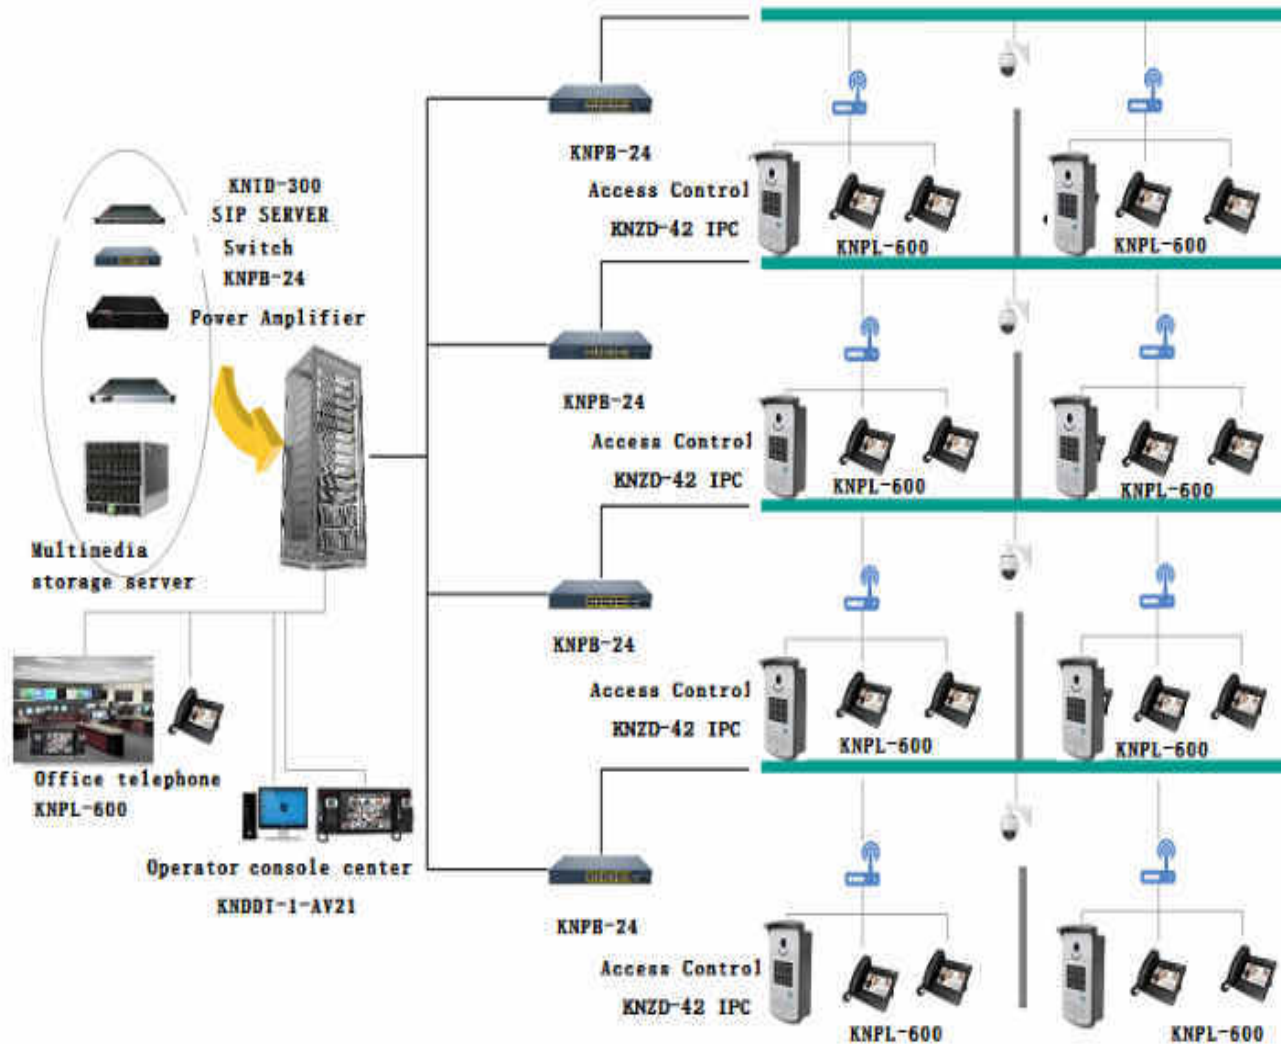 KNTD-300
SIP SERVER
Switch
KNPB-24
Power Amplifier
Multimedia
storage server
Office telephone
KNPL-600
Operator console center
KNDDT-1-AV21
KNPB-24
Access Control
KNZD-42 IPC
KNPL-600
KNPL-600
KNPB-24
Access Control
KNZD-42 IPC
KNPL-600
KNPL-600
KNPB-24
Access Control
KNZD-42 IPC
KNPL-600
KNPL-600
KNPB-24
Access Control
KNZD-42 IPC
KNPL-600
KNPL-600